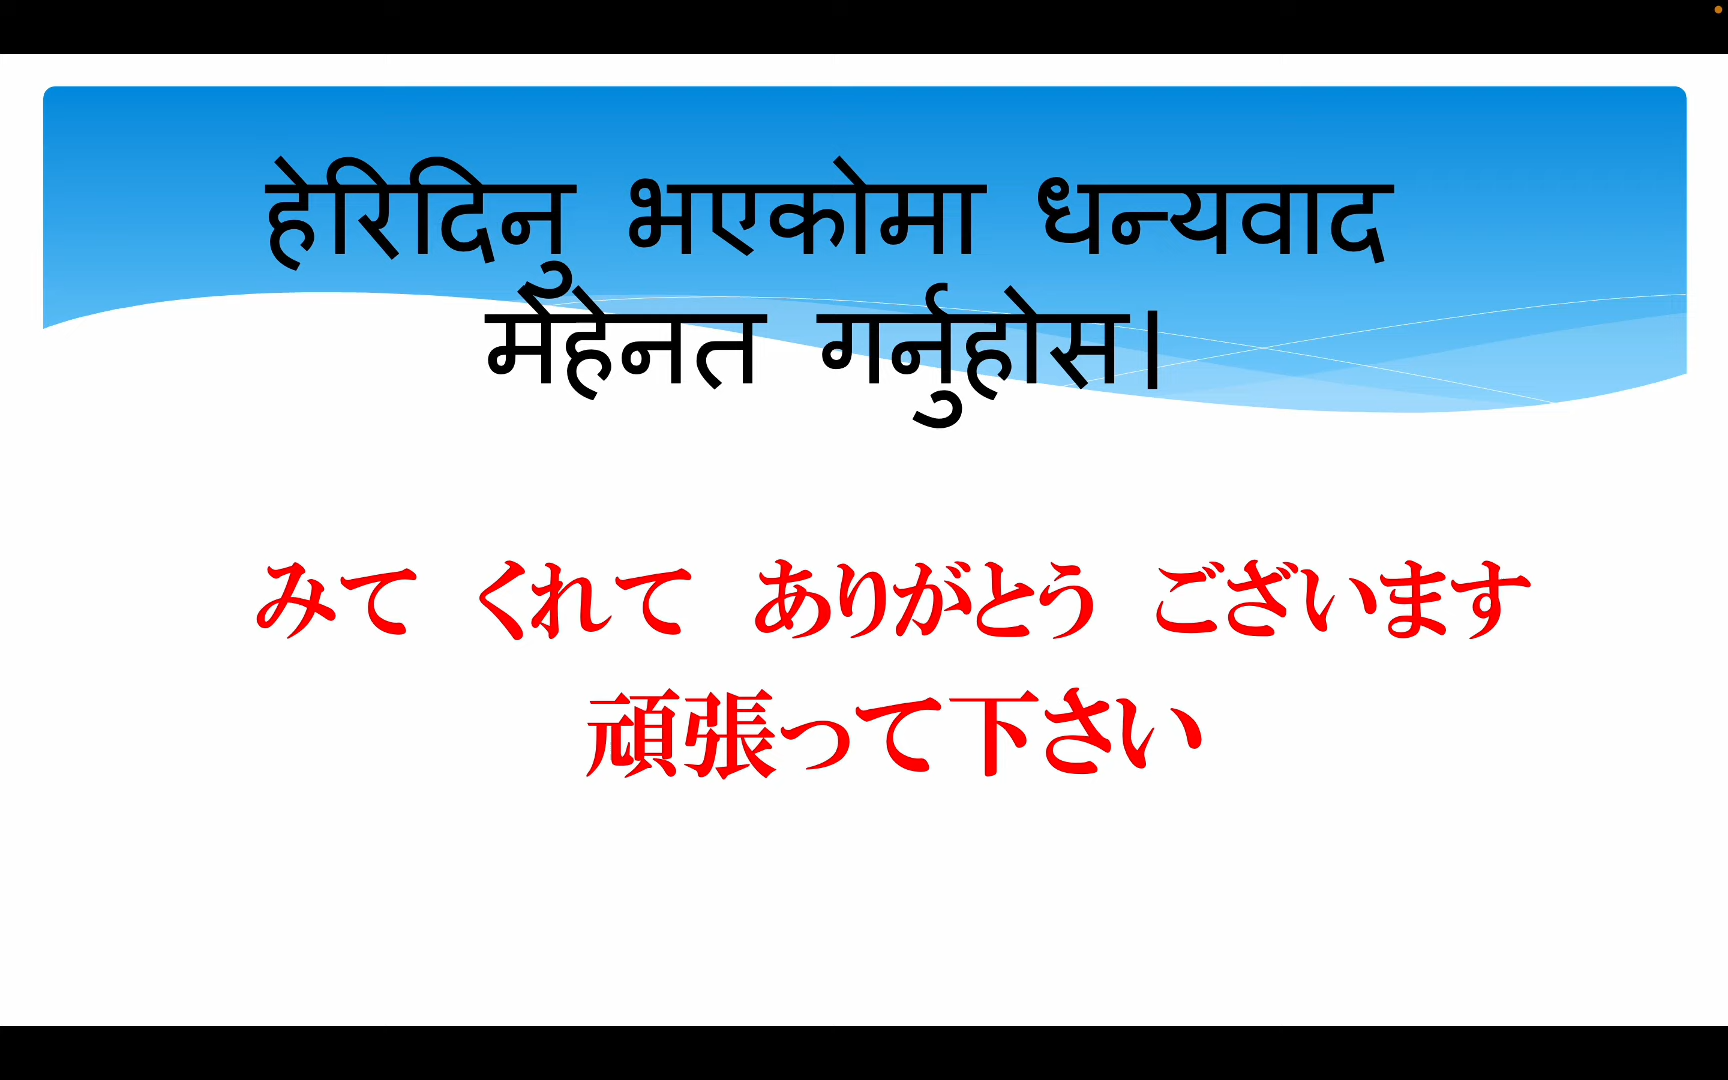 हेरिदिनु भएकोमा धन्यवाद
मेहेनत गर्नुहोस।
みて くれて ありがとう ございます
頑張って下さい